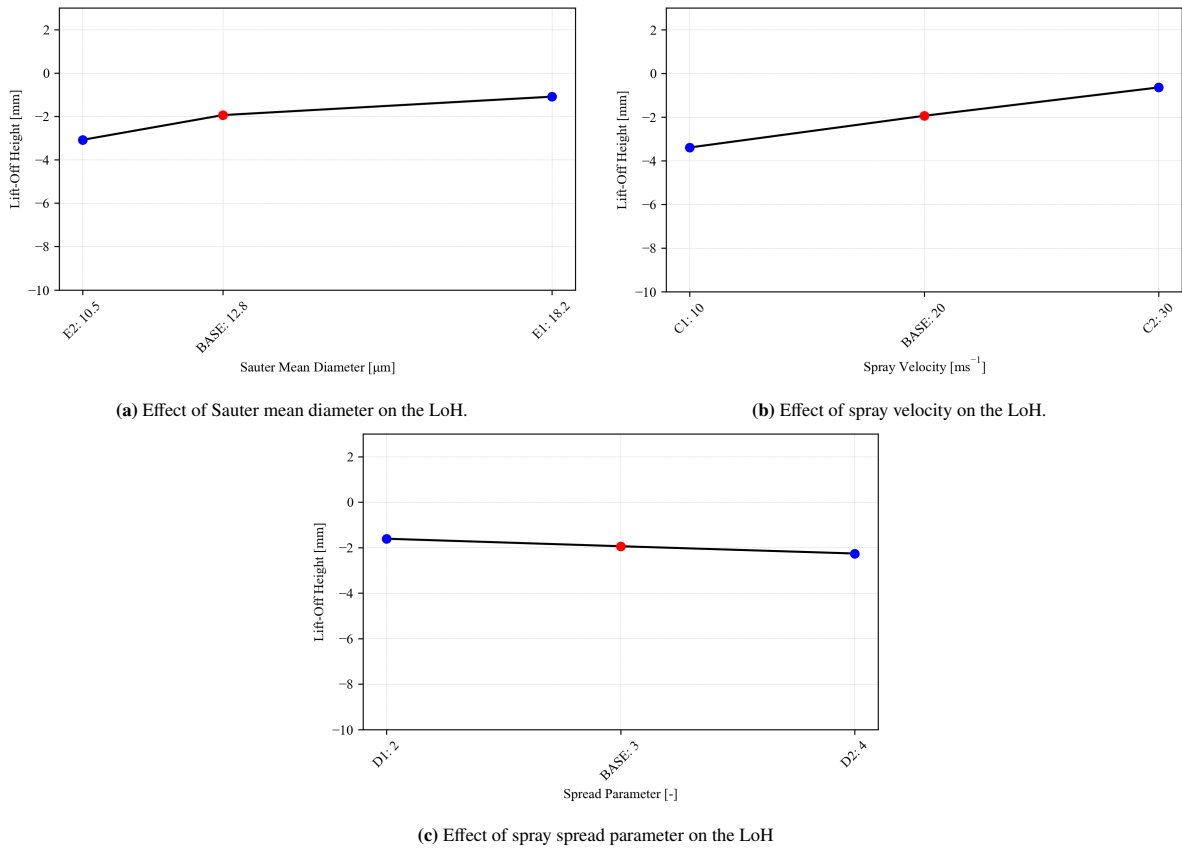 2
0
−2
−4
−6
−8
−10
Lift-Off Height [mm]
E2: 10.5
BASE: 12.8
E1: 18.2
Sauter Mean Diameter [μm]
(a) Effect of Sauter mean diameter on the LoH.
2
0
−2
−4
−6
−8
−10
Lift-Off Height [mm]
C1: 10
BASE: 20
C2: 30
Spray Velocity [ms⁻¹]
(b) Effect of spray velocity on the LoH.
2
0
−2
−4
−6
−8
−10
Lift-Off Height [mm]
D1: 2
BASE: 3
D2: 4
Spread Parameter [-]
(c) Effect of spray spread parameter on the LoH